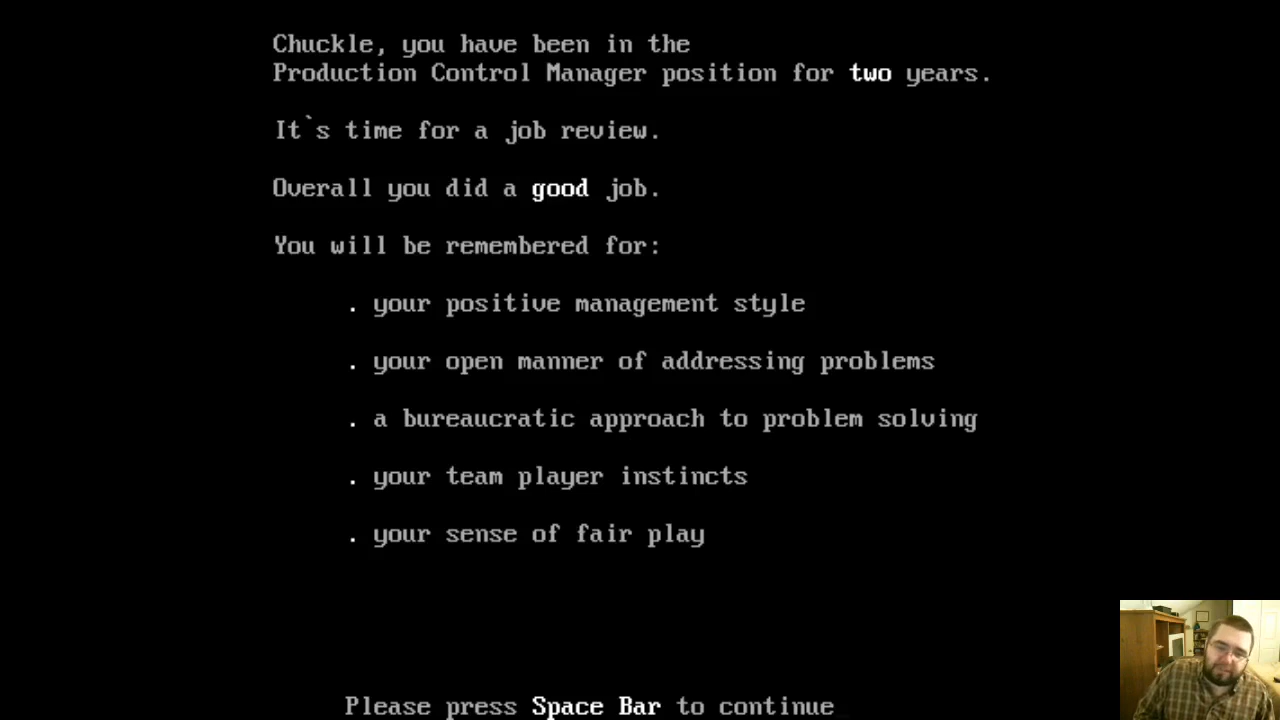 Chuckle, you have been in the
Production Control Manager position for two years.
It`s time for a job review.
Overall you did a good job.
You will be remembered for:
. your positive management style
. your open manner of addressing problems
. a bureaucratic approach to problem solving
. your team player instincts
. your sense of fair play
Please press Space Bar to continue